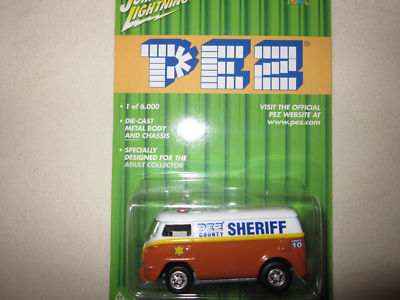 LIGHTNING
PEZ®
• 1 of 6,000
• DIE-CAST
METAL BODY
AND CHASSIS
• SPECIALLY
DESIGNED FOR THE
ADULT COLLECTOR
VISIT THE OFFICIAL
PEZ WEBSITE AT
www.pez.com
PEZ
COUNTY
SHERIFF
10